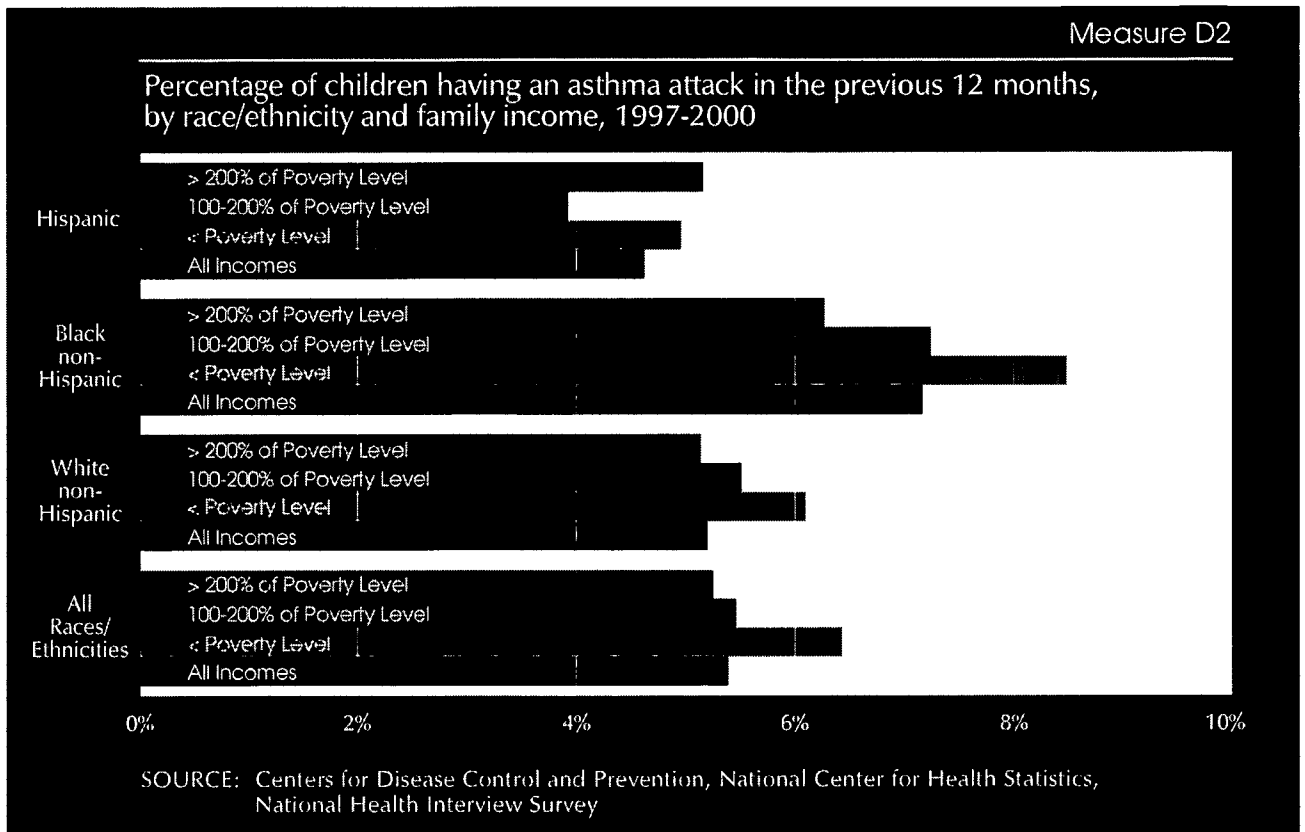 Measure D2
Percentage of children having an asthma attack in the previous 12 months,
by race/ethnicity and family income, 1997-2000
Hispanic
> 200% of Poverty Level
100-200% of Poverty Level
< Poverty Level
All Incomes
Black
non-
Hispanic
> 200% of Poverty Level
100-200% of Poverty Level
< Poverty Level
All Incomes
White
non-
Hispanic
> 200% of Poverty Level
100-200% of Poverty Level
< Poverty Level
All Incomes
All
Races/
Ethnicities
> 200% of Poverty Level
100-200% of Poverty Level
< Poverty Level
All Incomes
0% 2% 4% 6% 8% 10%
SOURCE: Centers for Disease Control and Prevention, National Center for Health Statistics,
National Health Interview Survey